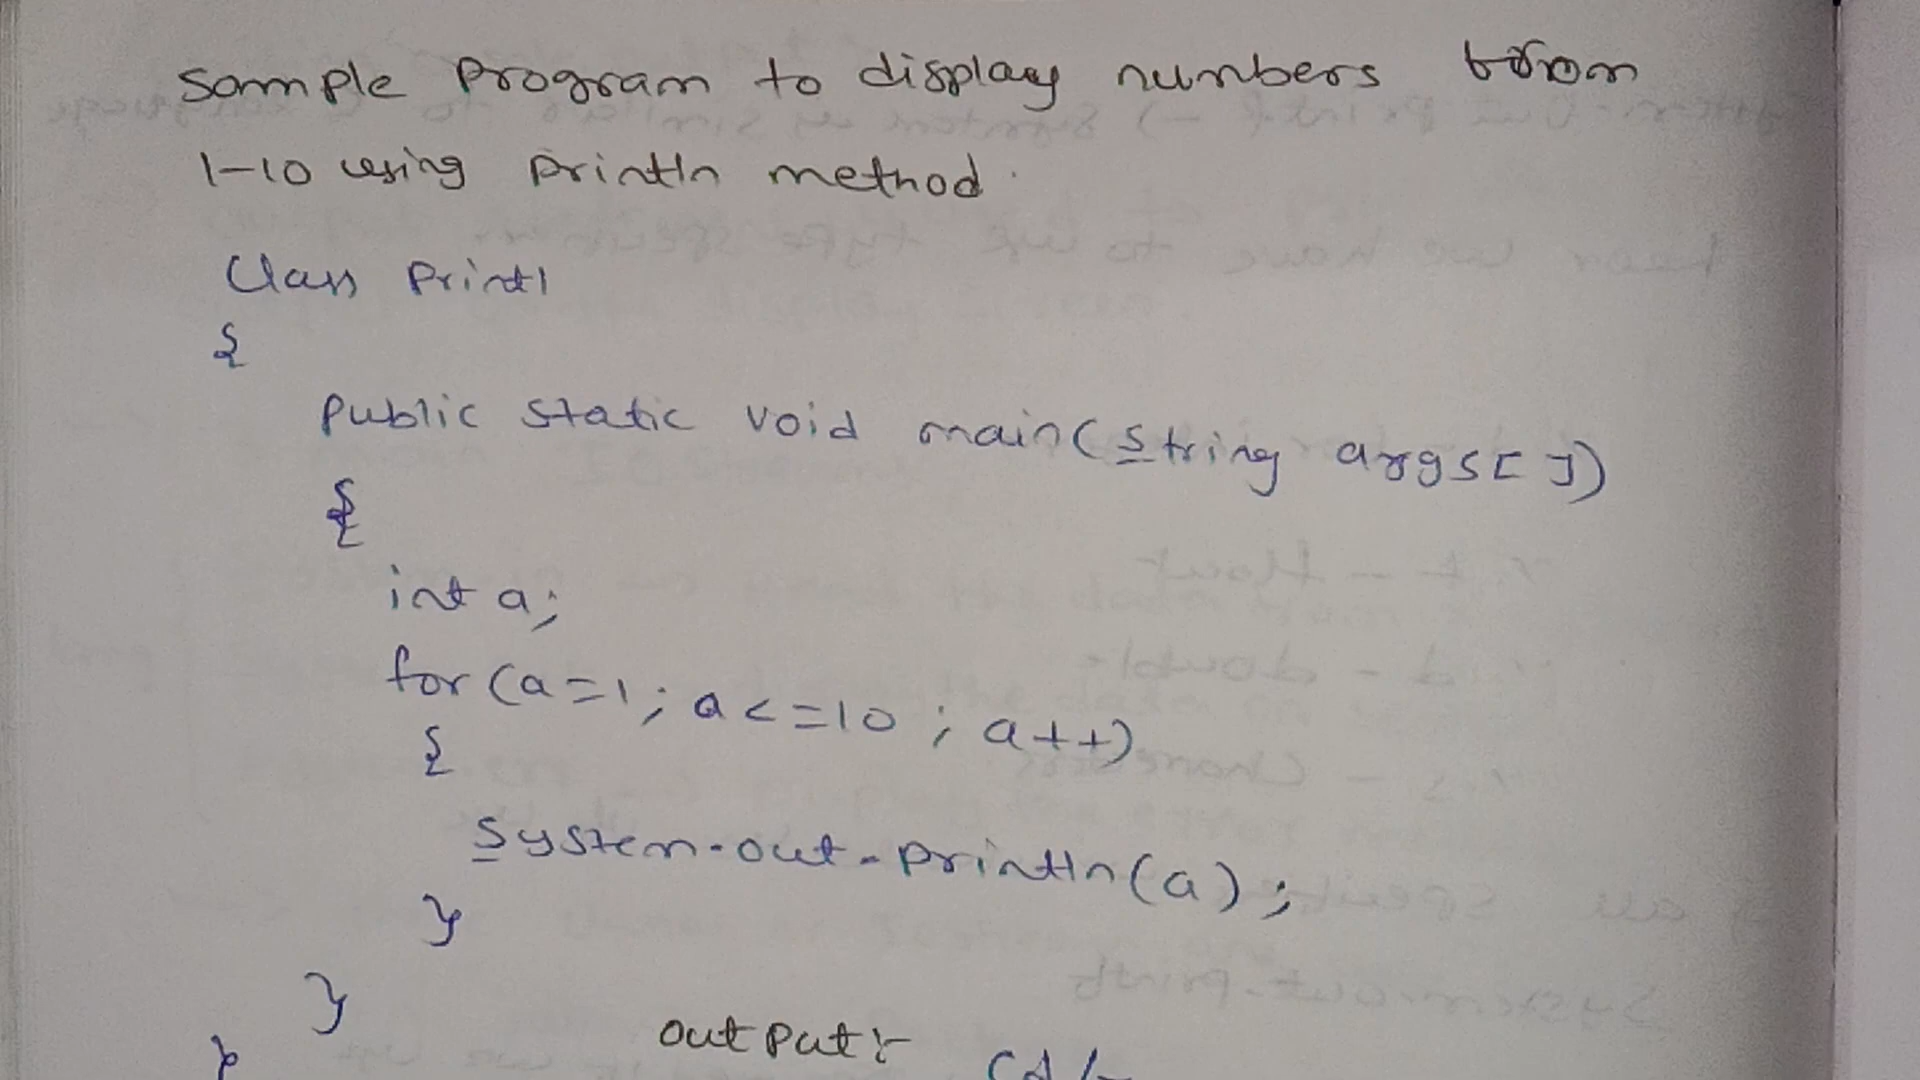 Sample Program to display numbers from
1-10 using println method.
Class Print1
{
Public static void main(String args[])
{
int a;
for(a=1; a<=10; a++)
{
System.out.println(a);
}
}
}
output:-